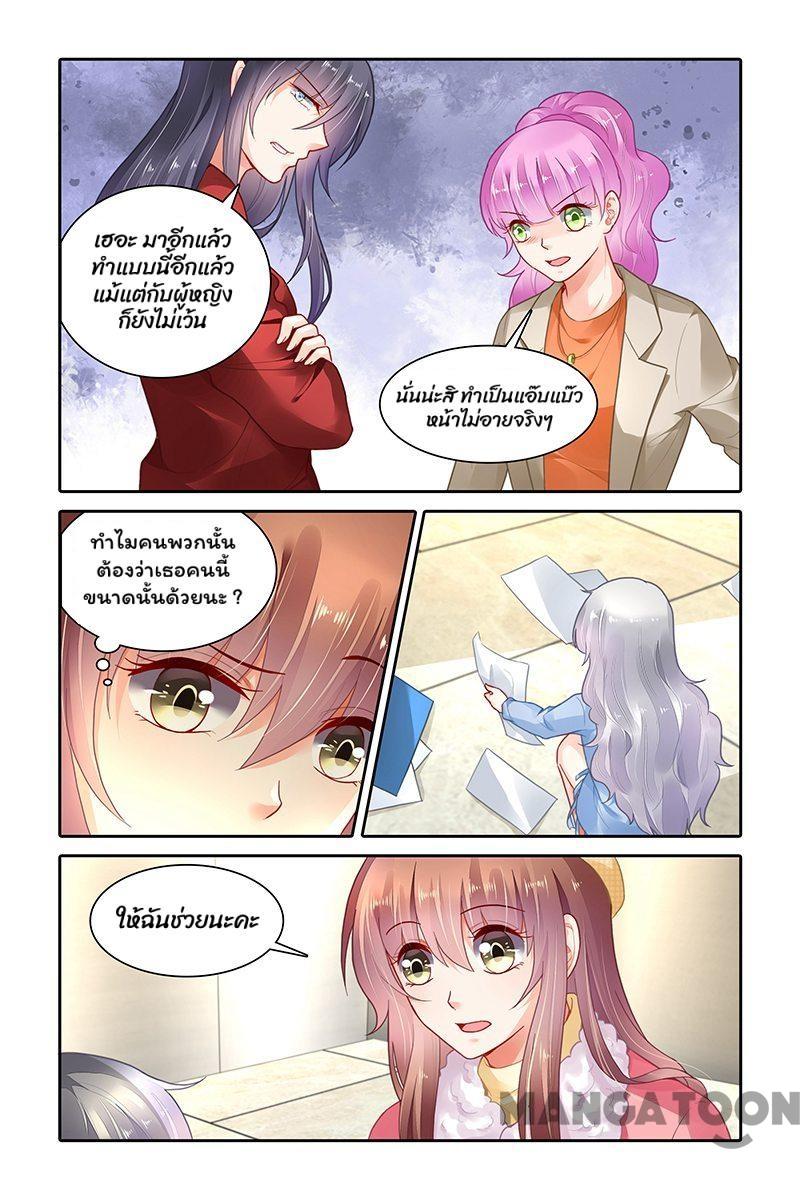 เฮอะ มาอีกแล้ว
ทำแบบนี้อีกแล้ว
แม้แต่กับผู้หญิง
ก็ยังไม่เว้น
นั่นน่ะสิ ทำเป็นแอ๊บแบ๊ว
หน้าไม่อายจริงๆ
ทำไมคนพวกนั้น
ต้องว่าเธอคนนี้
ขนาดนั้นด้วยนะ ?
ให้ฉันช่วยนะคะ
MANGATOON